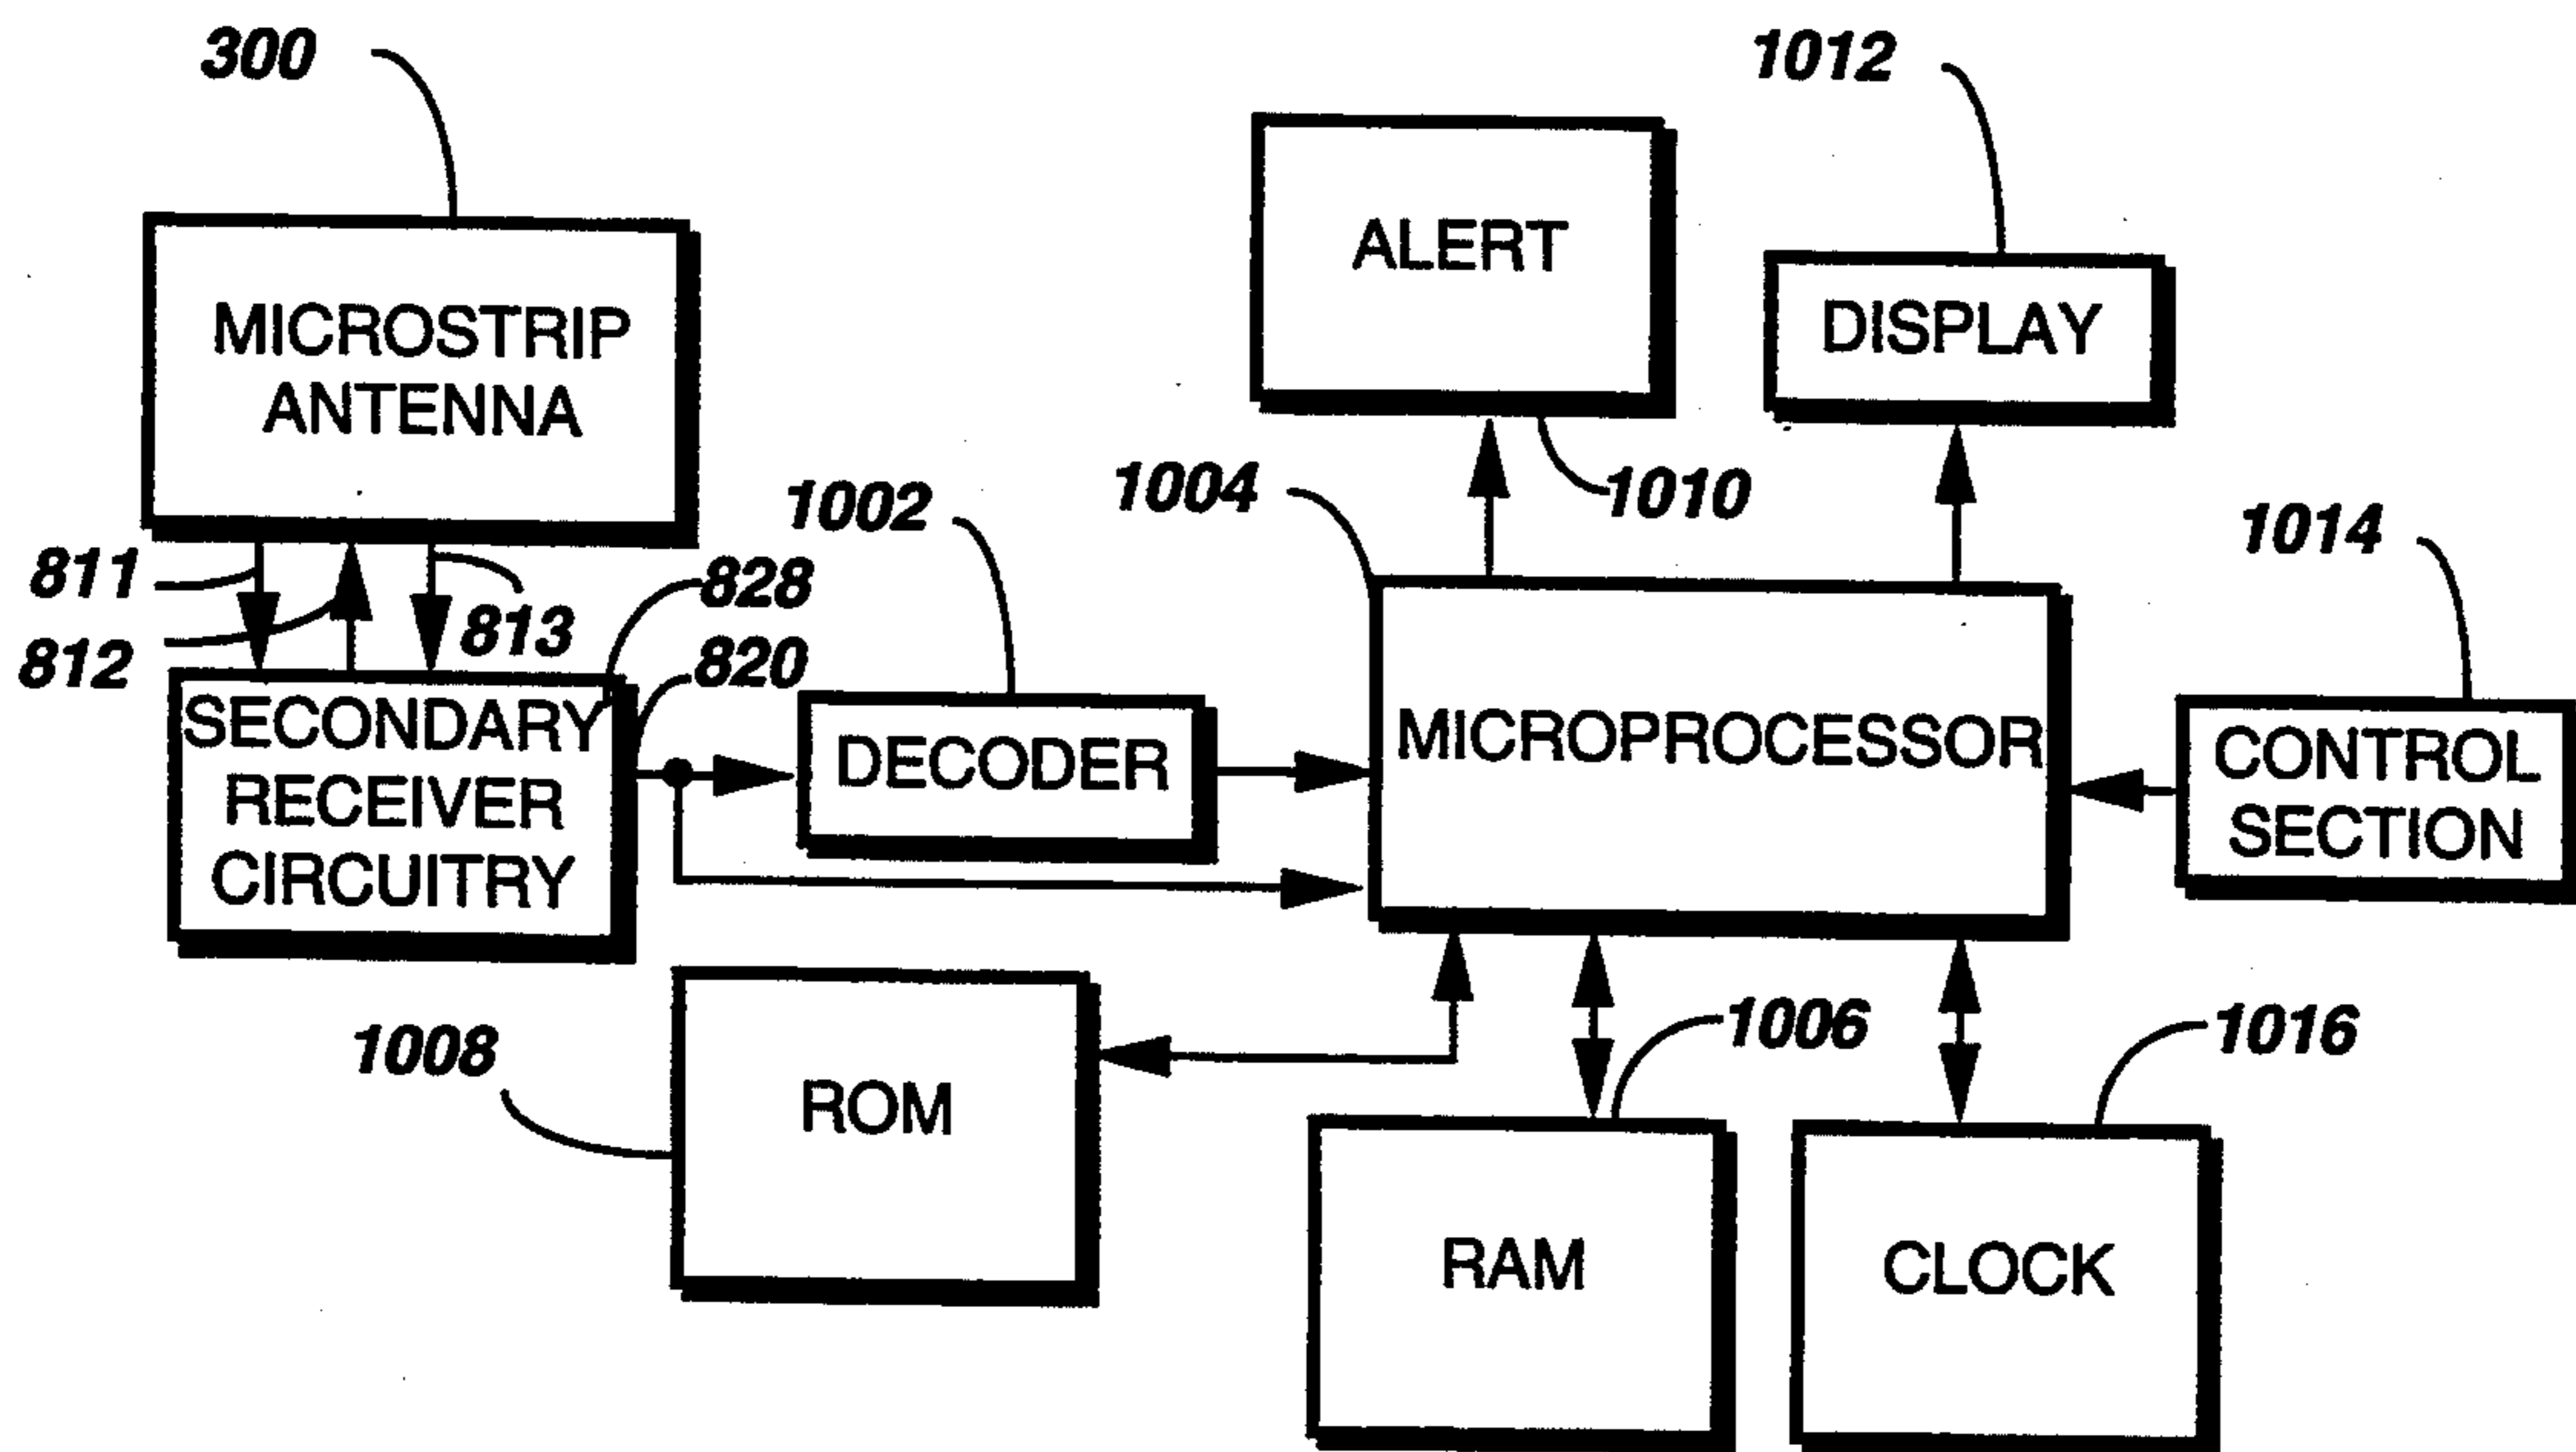 300
1012
ALERT
MICROSTRIP
ANTENNA
DISPLAY
1002
1004
1010
1014
811
828
812
813
820
SECONDARY
RECEIVER
CIRCUITRY
DECODER
MICROPROCESSOR
CONTROL
SECTION
1008
ROM
1006
1016
RAM
CLOCK